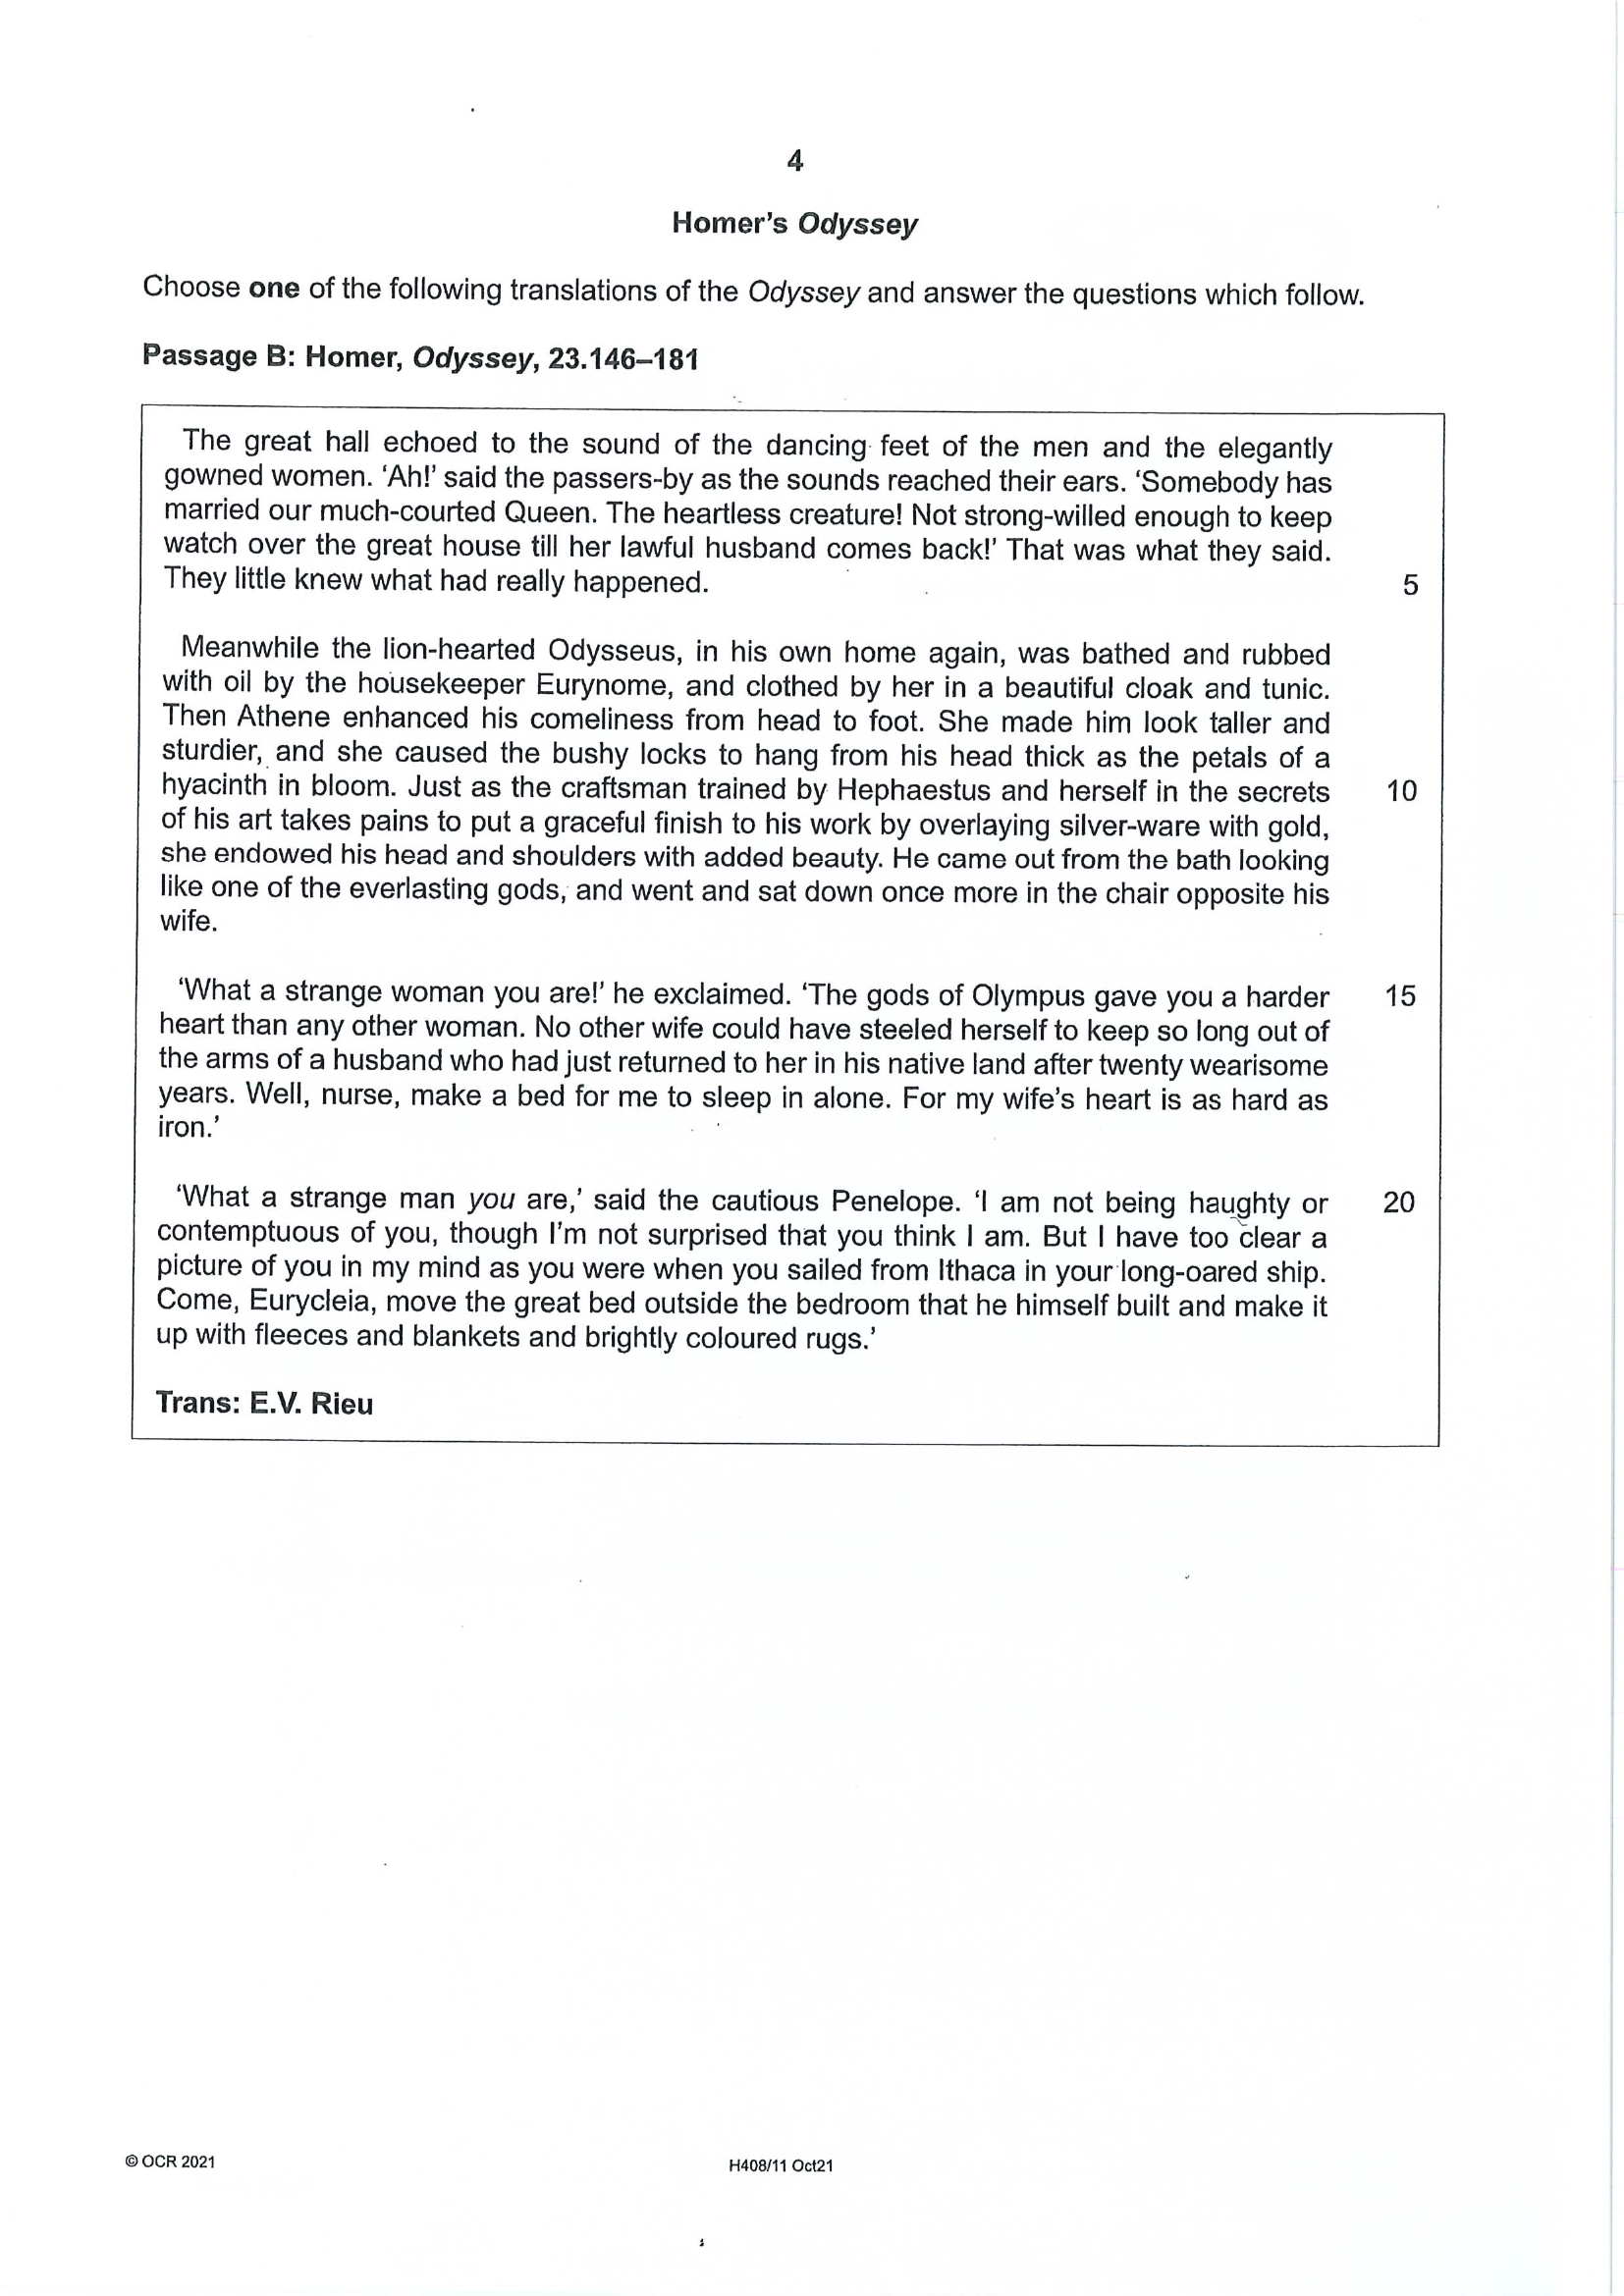 4
Homer's Odyssey
Choose one of the following translations of the Odyssey and answer the questions which follow.
Passage B: Homer, Odyssey, 23.146–181
The great hall echoed to the sound of the dancing feet of the men and the elegantly
gowned women. 'Ah!' said the passers-by as the sounds reached their ears. 'Somebody has
married our much-courted Queen. The heartless creature! Not strong-willed enough to keep
watch over the great house till her lawful husband comes back!' That was what they said.
They little knew what had really happened. 5
Meanwhile the lion-hearted Odysseus, in his own home again, was bathed and rubbed
with oil by the housekeeper Eurynome, and clothed by her in a beautiful cloak and tunic.
Then Athene enhanced his comeliness from head to foot. She made him look taller and
sturdier, and she caused the bushy locks to hang from his head thick as the petals of a
hyacinth in bloom. Just as the craftsman trained by Hephaestus and herself in the secrets 10
of his art takes pains to put a graceful finish to his work by overlaying silver-ware with gold,
she endowed his head and shoulders with added beauty. He came out from the bath looking
like one of the everlasting gods, and went and sat down once more in the chair opposite his
wife.
'What a strange woman you are!' he exclaimed. 'The gods of Olympus gave you a harder 15
heart than any other woman. No other wife could have steeled herself to keep so long out of
the arms of a husband who had just returned to her in his native land after twenty wearisome
years. Well, nurse, make a bed for me to sleep in alone. For my wife's heart is as hard as
iron.'
'What a strange man you are,' said the cautious Penelope. 'I am not being haughty or 20
contemptuous of you, though I'm not surprised that you think I am. But I have too clear a
picture of you in my mind as you were when you sailed from Ithaca in your long-oared ship.
Come, Eurycleia, move the great bed outside the bedroom that he himself built and make it
up with fleeces and blankets and brightly coloured rugs.'
Trans: E.V. Rieu
© OCR 2021
H408/11 Oct21